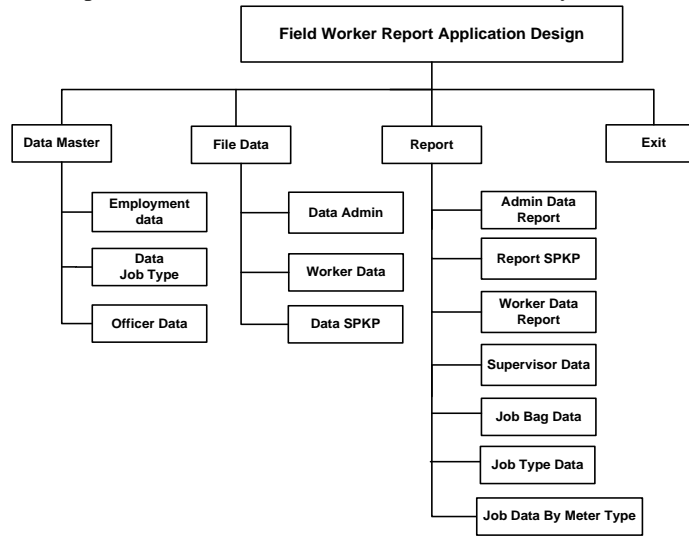 Field Worker Report Application Design
Data Master
File Data
Report
Exit
Employment
data
Data
Job Type
Officer Data
Data Admin
Worker Data
Data SPKP
Admin Data
Report
Report SPKP
Worker Data
Report
Supervisor Data
Job Bag Data
Job Type Data
Job Data By Meter Type